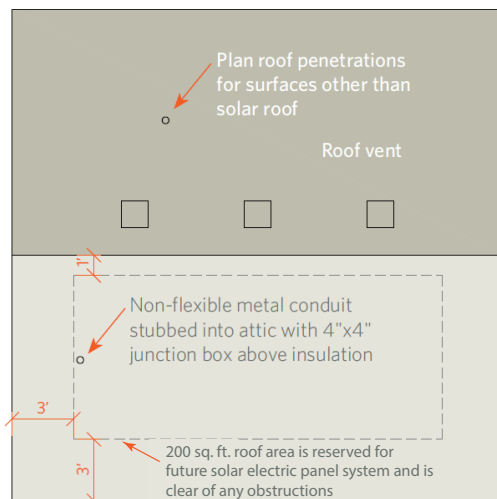 Plan roof penetrations
for surfaces other than
solar roof
Roof vent
1'
Non-flexible metal conduit
stubbed into attic with 4"x4"
junction box above insulation
3'
3'
200 sq. ft. roof area is reserved for
future solar electric panel system and is
clear of any obstructions